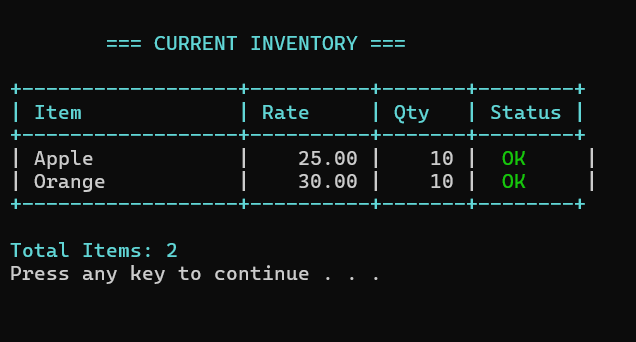 === CURRENT INVENTORY ===
+------------------+----------+-------+--------+
| Item             | Rate     | Qty   | Status |
+------------------+----------+-------+--------+
| Apple            |    25.00 |    10 |  OK     |
| Orange           |    30.00 |    10 |  OK     |
+------------------+----------+-------+--------+
Total Items: 2
Press any key to continue . . .